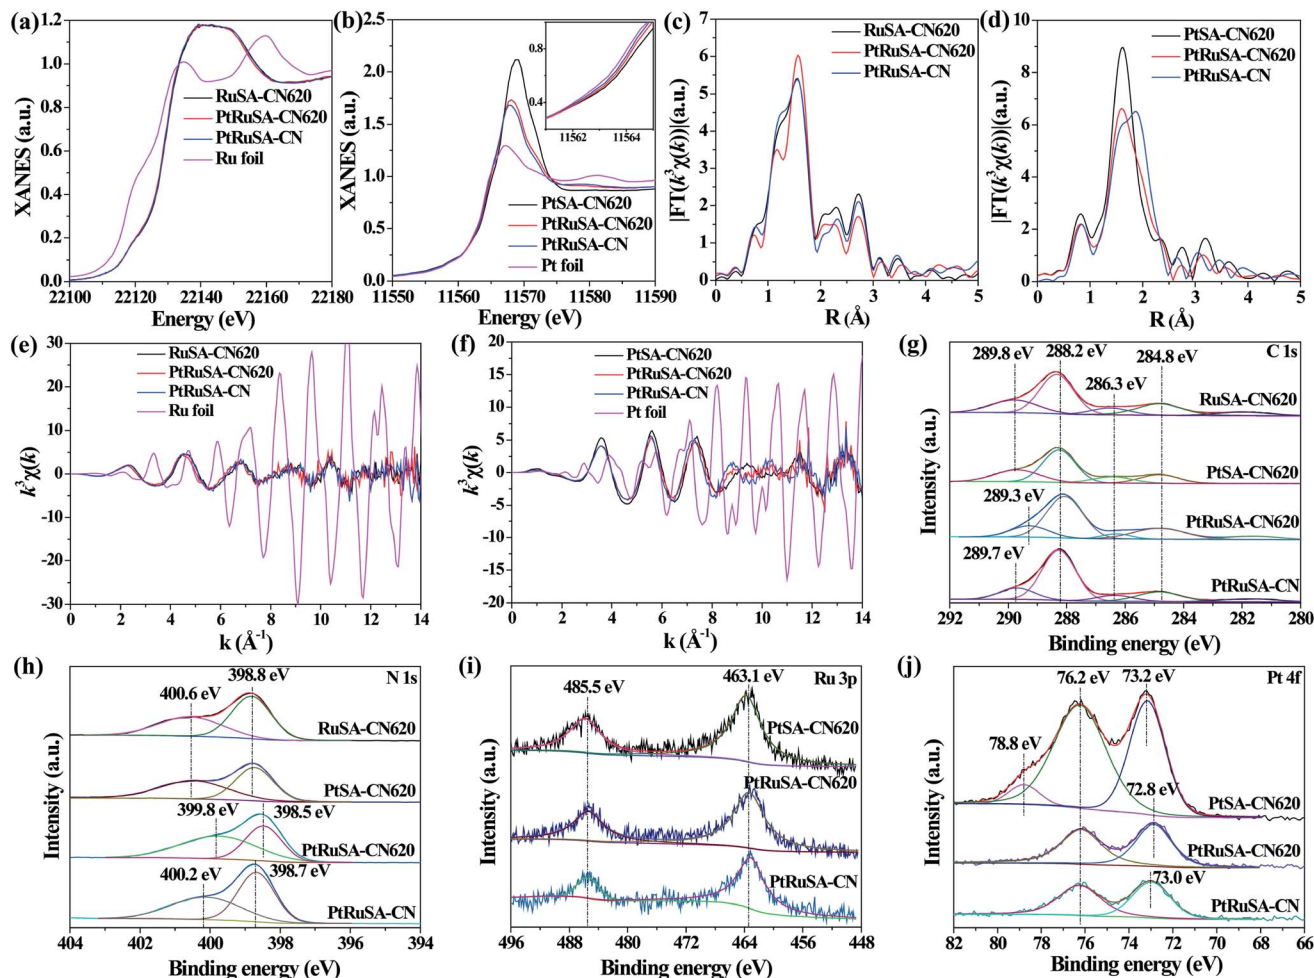 (a)
1.2
1.0
0.8
0.6
0.4
0.2
0.0
XANES (a.u.)
RuSA-CN620
PtRuSA-CN620
PtRuSA-CN
Ru foil
22100 22120 22140 22160 22180
Energy (eV)
(b)
2.5
2.0
1.5
1.0
0.5
0.0
XANES (a.u.)
0.8
0.4
11562 11564
PtSA-CN620
PtRuSA-CN620
PtRuSA-CN
Pt foil
11550 11560 11570 11580 11590
Energy (eV)
(c)
7
6
5
4
3
2
1
0
|FT(k³χ(k))|(a.u.)
RuSA-CN620
PtRuSA-CN620
PtRuSA-CN
0 1 2 3 4 5
R (Å)
(d)
10
8
6
4
2
0
|FT(k³χ(k))|(a.u.)
PtSA-CN620
PtRuSA-CN620
PtRuSA-CN
0 1 2 3 4 5
R (Å)
(e)
30
20
10
0
-10
-20
-30
k³χ(k)
RuSA-CN620
PtRuSA-CN620
PtRuSA-CN
Ru foil
0 2 4 6 8 10 12 14
k (Å⁻¹)
(f)
20
15
10
5
0
-5
-10
-15
-20
k³χ(k)
PtSA-CN620
PtRuSA-CN620
PtRuSA-CN
Pt foil
0 2 4 6 8 10 12 14
k (Å⁻¹)
(g)
289.8 eV 288.2 eV 284.8 eV C 1s
286.3 eV
RuSA-CN620
PtSA-CN620
289.3 eV
PtRuSA-CN620
289.7 eV
PtRuSA-CN
Intensity (a.u.)
292 290 288 286 284 282 280
Binding energy (eV)
(h)
398.8 eV N 1s
400.6 eV
RuSA-CN620
PtSA-CN620
399.8 eV 398.5 eV
PtRuSA-CN620
400.2 eV 398.7 eV
PtRuSA-CN
Intensity (a.u.)
404 402 400 398 396 394
Binding energy (eV)
(i)
485.5 eV 463.1 eV Ru 3p
PtSA-CN620
PtRuSA-CN620
PtRuSA-CN
Intensity (a.u.)
496 488 480 472 464 456 448
Binding energy (eV)
(j)
76.2 eV 73.2 eV Pt 4f
78.8 eV
72.8 eV
PtSA-CN620
PtRuSA-CN620
73.0 eV
PtRuSA-CN
Intensity (a.u.)
82 80 78 76 74 72 70 68 66
Binding energy (eV)